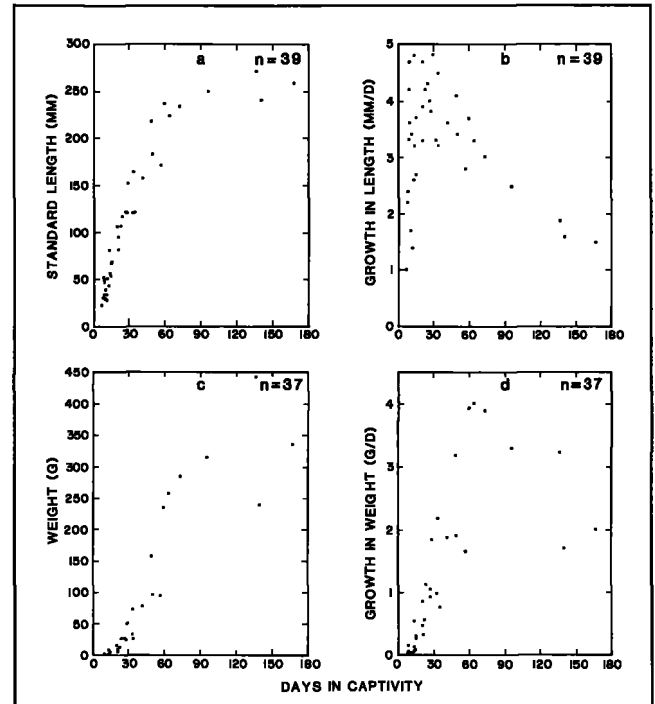 a n=39
STANDARD LENGTH (MM)
300
250
200
150
100
50
0
0 30 60 90 120 150 180
b n=39
GROWTH IN LENGTH (MM/D)
5
4
3
2
1
0
0 30 60 90 120 150 180
c n=37
WEIGHT (G)
450
400
350
300
250
200
150
100
50
0
0 30 60 90 120 150 180
d n=37
GROWTH IN WEIGHT (G/D)
4
3
2
1
0
0 30 60 90 120 150 180
DAYS IN CAPTIVITY